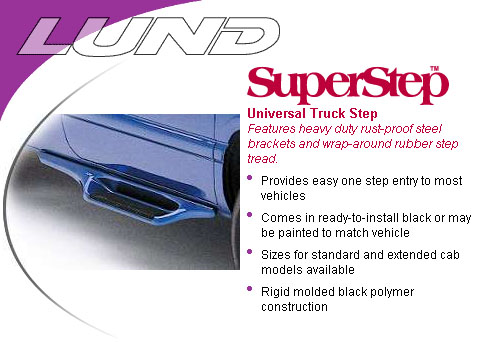 LUND
SuperStep™
Universal Truck Step
Features heavy duty rust-proof steel
brackets and wrap-around rubber step
tread.
• Provides easy one step entry to most
vehicles
• Comes in ready-to-install black or may
be painted to match vehicle
• Sizes for standard and extended cab
models available
• Rigid molded black polymer
construction